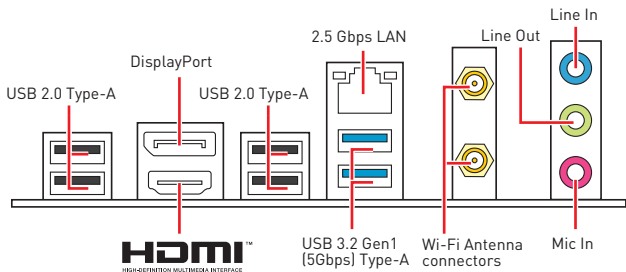 Line In
2.5 Gbps LAN
Line Out
DisplayPort
USB 2.0 Type-A
USB 2.0 Type-A
HDMI™
HIGH-DEFINITION MULTIMEDIA INTERFACE
USB 3.2 Gen1
(5Gbps) Type-A
Wi-Fi Antenna
connectors
Mic In